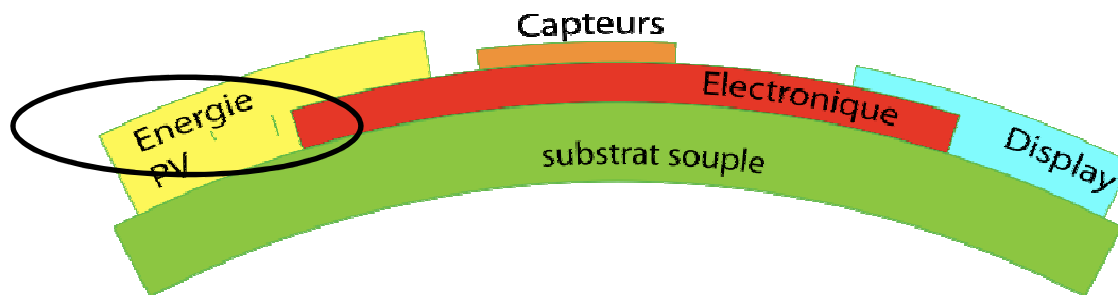 Capteurs
Energie
PV
Electronique
Display
substrat souple